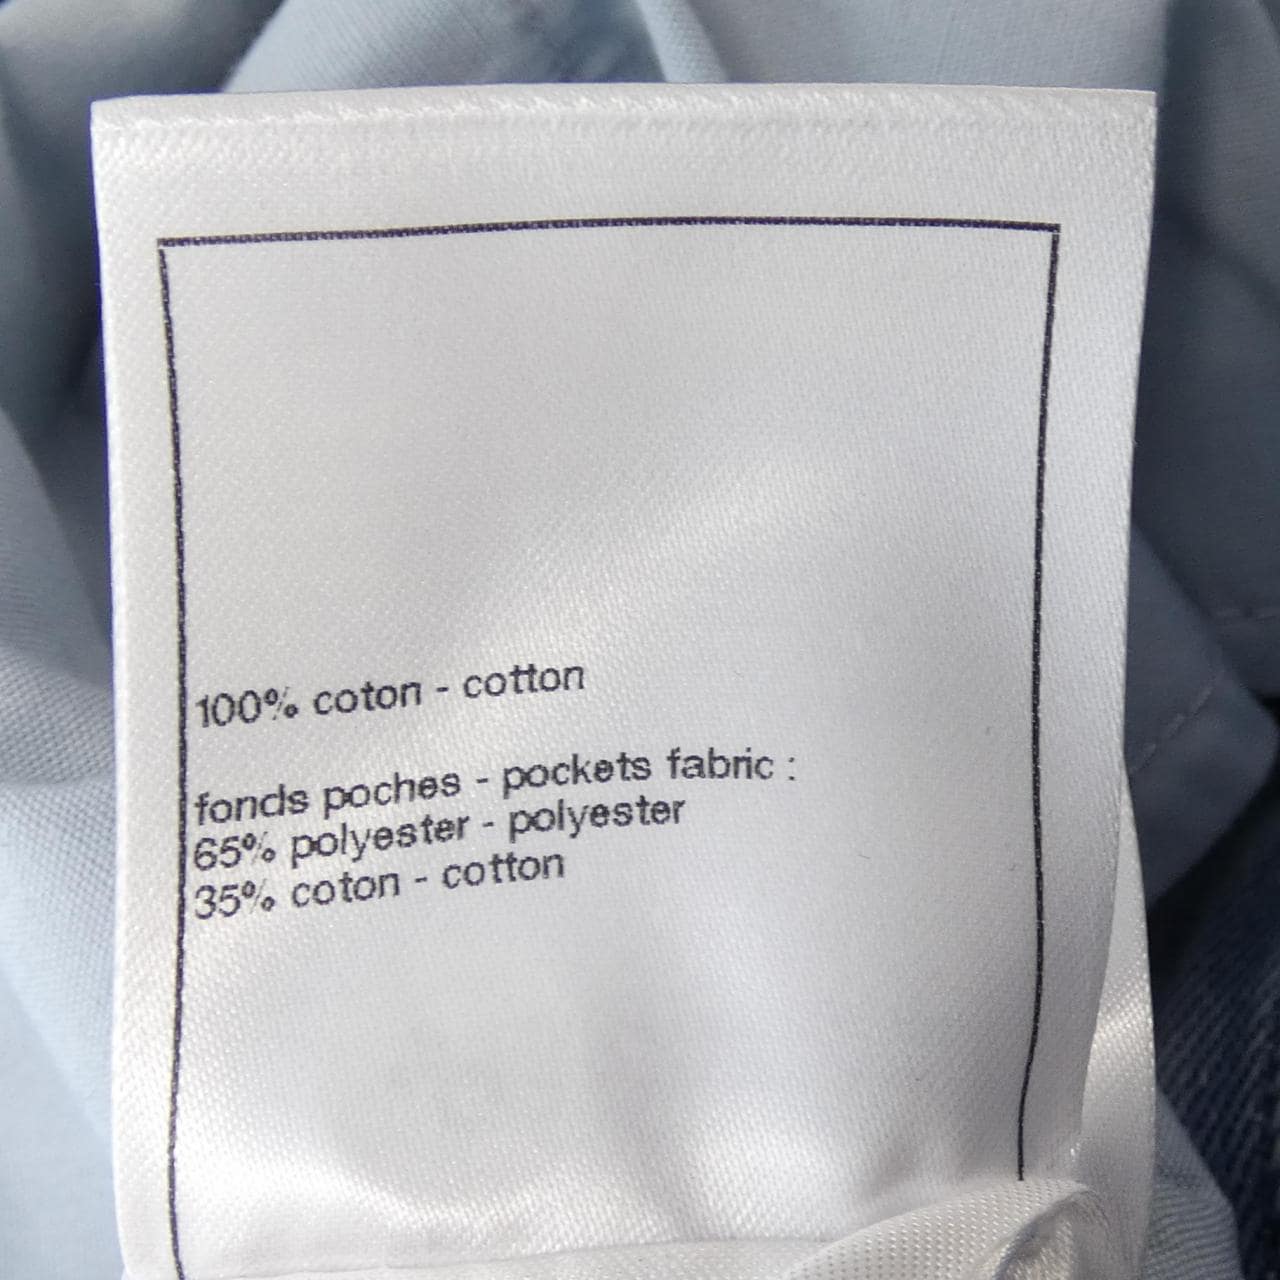 100% coton - cotton
fonds poches - pockets fabric :
65% polyester - polyester
35% coton - cotton